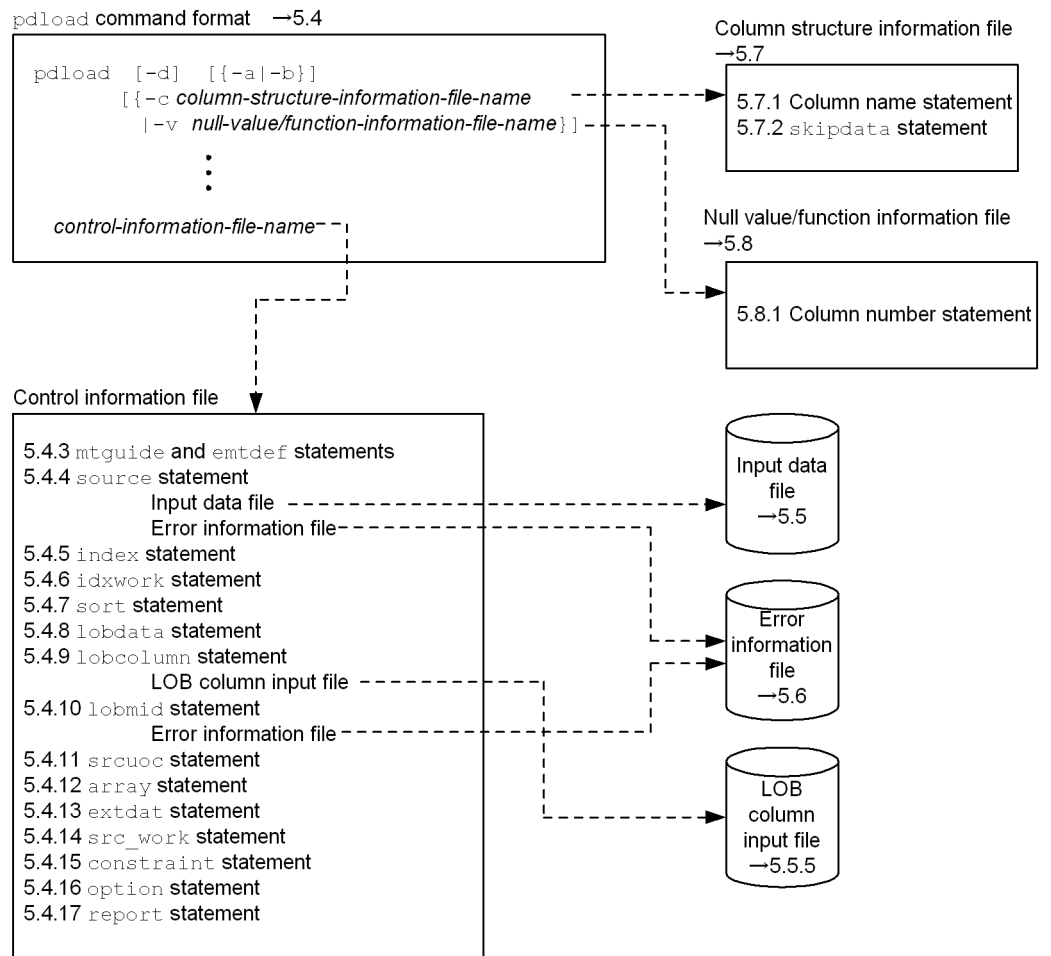 pdload command format →5.4
pdload [-d] [{-a|-b}]
[{-c column-structure-information-file-name
|-v null-value/function-information-file-name}]
control-information-file-name
Column structure information file
→5.7
5.7.1 Column name statement
5.7.2 skipdata statement
Null value/function information file
→5.8
5.8.1 Column number statement
Control information file
5.4.3 mtguide and emtdef statements
5.4.4 source statement
Input data file
Error information file
5.4.5 index statement
5.4.6 idxwork statement
5.4.7 sort statement
5.4.8 lobdata statement
5.4.9 lobcolumn statement
LOB column input file
5.4.10 lobmid statement
Error information file
5.4.11 srcuoc statement
5.4.12 array statement
5.4.13 extdat statement
5.4.14 src_work statement
5.4.15 constraint statement
5.4.16 option statement
5.4.17 report statement
Input data
file
→5.5
Error
information
file
→5.6
LOB
column
input file
→5.5.5